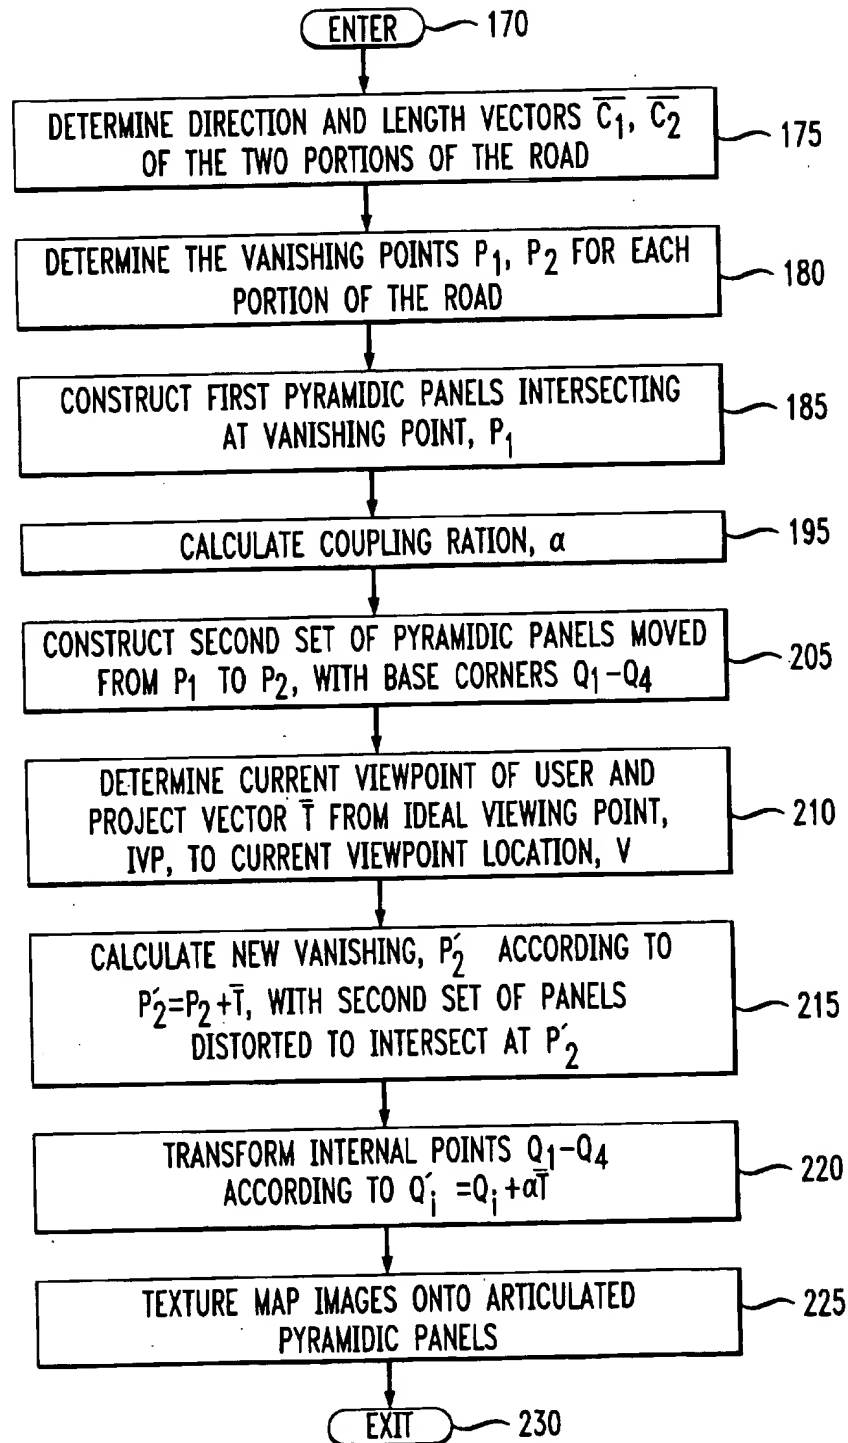 ENTER 170
DETERMINE DIRECTION AND LENGTH VECTORS C̅₁, C̅₂
OF THE TWO PORTIONS OF THE ROAD 175
DETERMINE THE VANISHING POINTS P₁, P₂ FOR EACH
PORTION OF THE ROAD 180
CONSTRUCT FIRST PYRAMIDIC PANELS INTERSECTING
AT VANISHING POINT, P₁ 185
CALCULATE COUPLING RATION, α 195
CONSTRUCT SECOND SET OF PYRAMIDIC PANELS MOVED
FROM P₁ TO P₂, WITH BASE CORNERS Q₁-Q₄ 205
DETERMINE CURRENT VIEWPOINT OF USER AND
PROJECT VECTOR T̅ FROM IDEAL VIEWING POINT,
IVP, TO CURRENT VIEWPOINT LOCATION, V 210
CALCULATE NEW VANISHING, P₂′ ACCORDING TO
P₂′=P₂+T̅, WITH SECOND SET OF PANELS
DISTORTED TO INTERSECT AT P₂′ 215
TRANSFORM INTERNAL POINTS Q₁-Q₄
ACCORDING TO Qᵢ′ =Qᵢ+αT̅ 220
TEXTURE MAP IMAGES ONTO ARTICULATED
PYRAMIDIC PANELS 225
EXIT 230